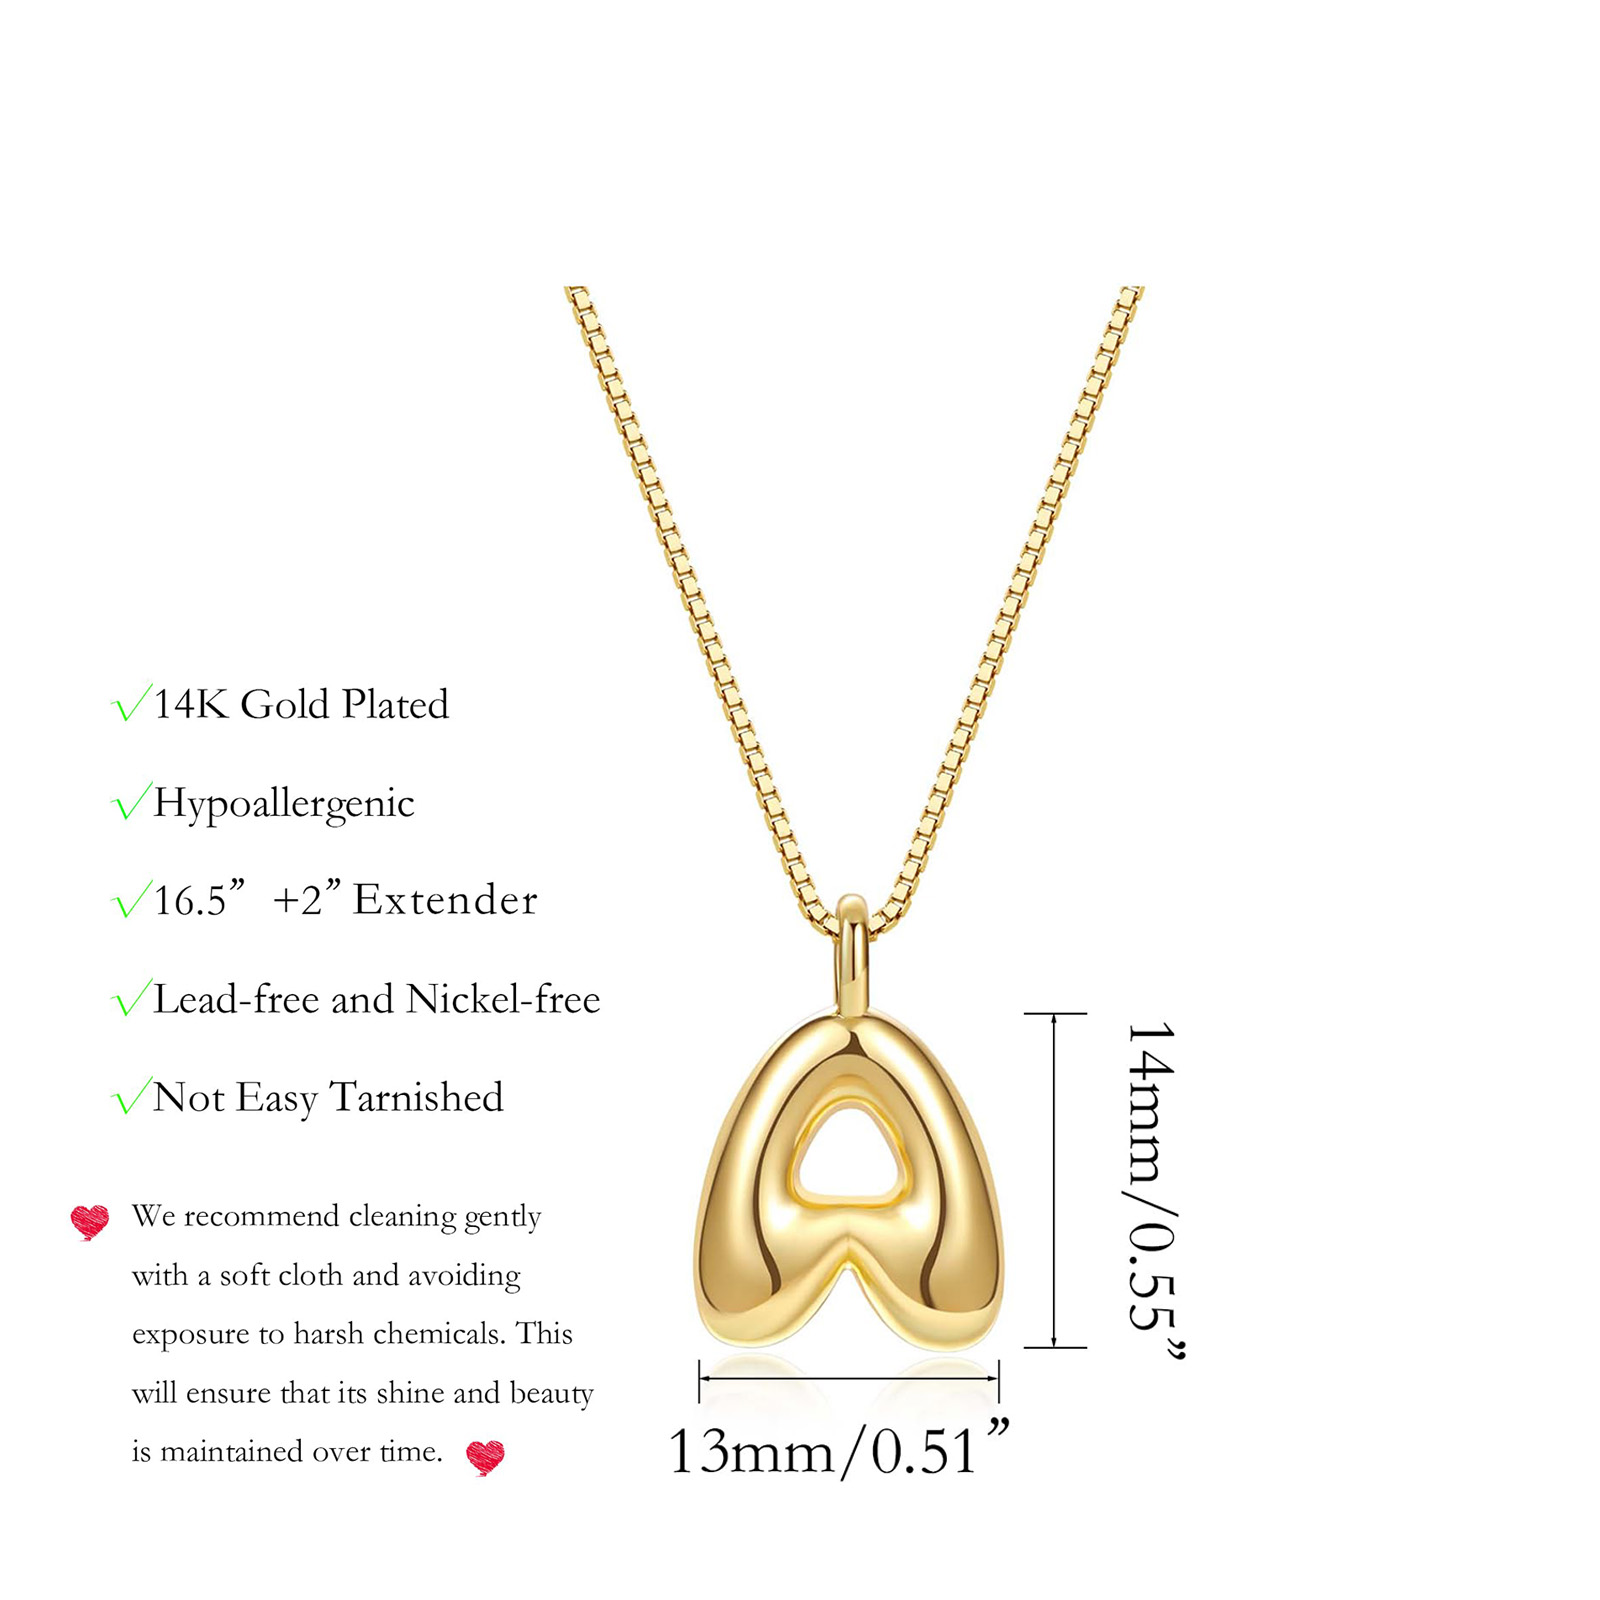 √14K Gold Plated
√Hypoallergenic
√16.5” +2” Extender
√Lead-free and Nickel-free
√Not Easy Tarnished
We recommend cleaning gently
with a soft cloth and avoiding
exposure to harsh chemicals. This
will ensure that its shine and beauty
is maintained over time.
14mm/0.55”
13mm/0.51”